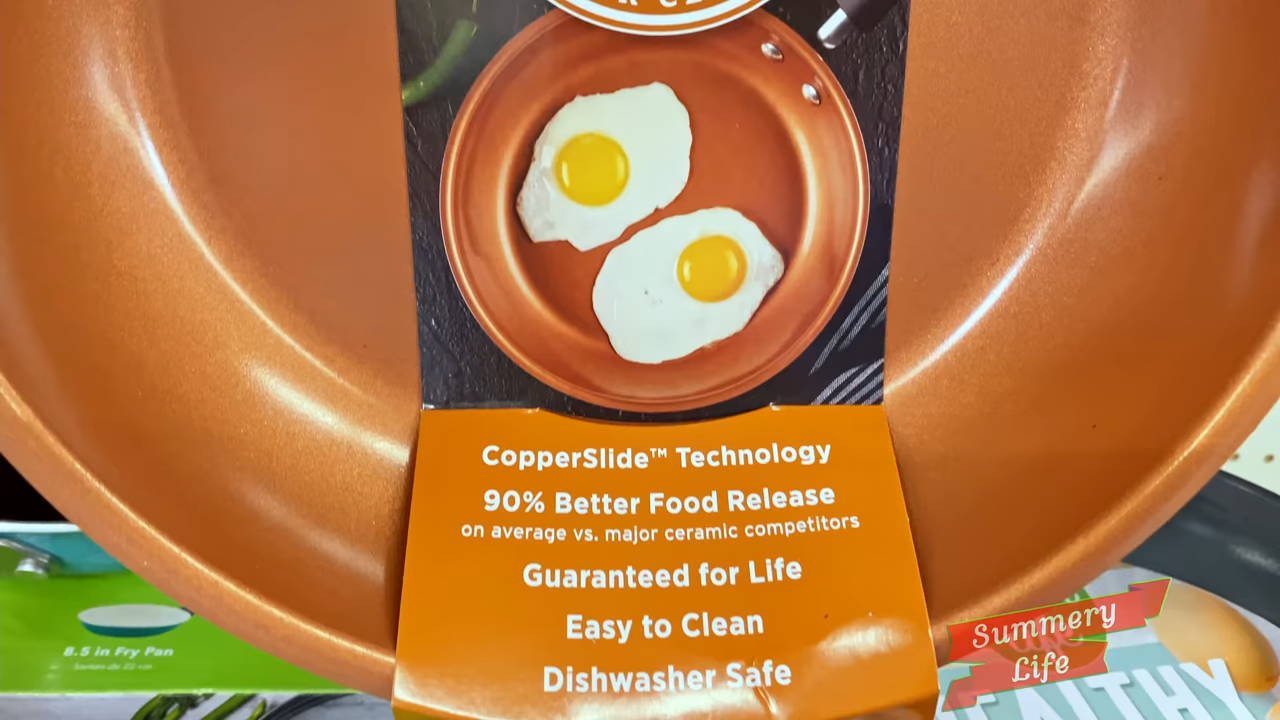 CopperSlide™ Technology
90% Better Food Release
on average vs. major ceramic competitors
Guaranteed for Life
Easy to Clean
Dishwasher Safe
8.5 in Fry Pan
Summery
Life